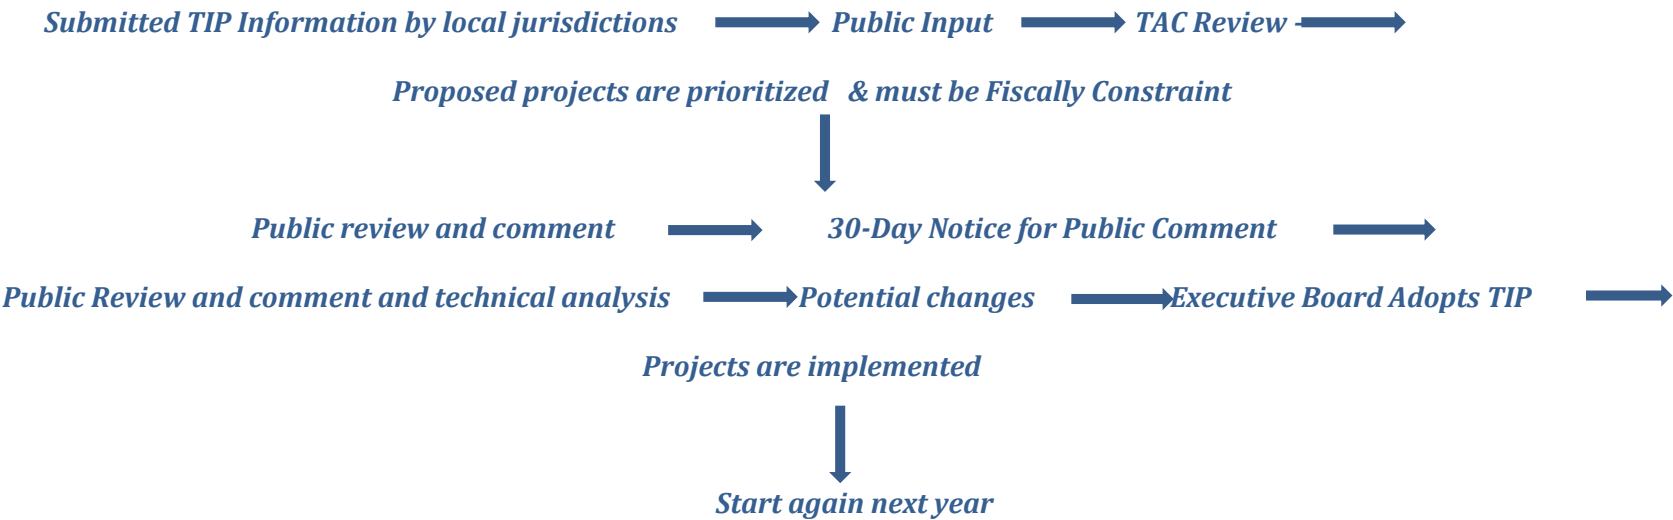 Submitted TIP Information by local jurisdictions Public Input TAC Review -
Proposed projects are prioritized & must be Fiscally Constraint
Public review and comment 30-Day Notice for Public Comment
Public Review and comment and technical analysis Potential changes Executive Board Adopts TIP
Projects are implemented
Start again next year